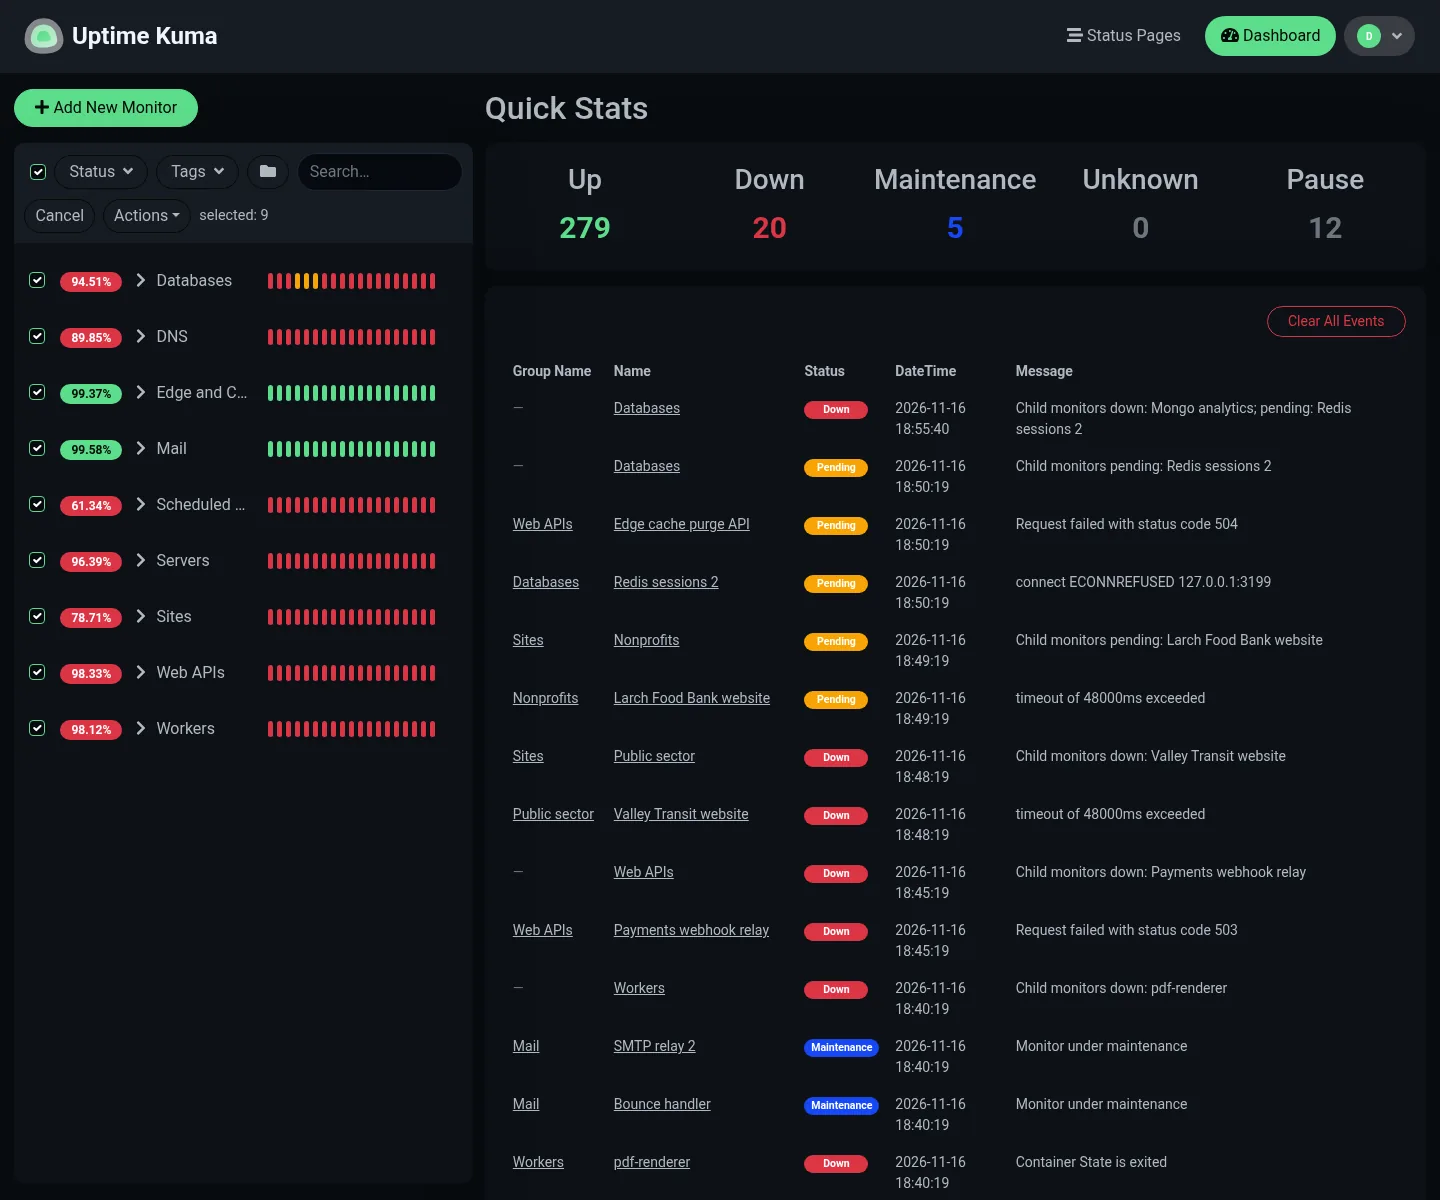 Uptime Kuma
Status Pages
Dashboard
D
Add New Monitor
Status
Tags
Search...
Cancel
Actions
selected: 9
94.51% Databases
89.85% DNS
99.37% Edge and C...
99.58% Mail
61.34% Scheduled ...
96.39% Servers
78.71% Sites
98.33% Web APIs
98.12% Workers
Quick Stats
Up Down Maintenance Unknown Pause
279 20 5 0 12
Clear All Events
Group Name Name Status DateTime Message
— Databases Down 2026-11-16 Child monitors down: Mongo analytics; pending: Redis
18:55:40 sessions 2
— Databases Pending 2026-11-16 Child monitors pending: Redis sessions 2
18:50:19
Web APIs Edge cache purge API Pending 2026-11-16 Request failed with status code 504
18:50:19
Databases Redis sessions 2 Pending 2026-11-16 connect ECONNREFUSED 127.0.0.1:3199
18:50:19
Sites Nonprofits Pending 2026-11-16 Child monitors pending: Larch Food Bank website
18:49:19
Nonprofits Larch Food Bank website Pending 2026-11-16 timeout of 48000ms exceeded
18:49:19
Sites Public sector Down 2026-11-16 Child monitors down: Valley Transit website
18:48:19
Public sector Valley Transit website Down 2026-11-16 timeout of 48000ms exceeded
18:48:19
— Web APIs Down 2026-11-16 Child monitors down: Payments webhook relay
18:45:19
Web APIs Payments webhook relay Down 2026-11-16 Request failed with status code 503
18:45:19
— Workers Down 2026-11-16 Child monitors down: pdf-renderer
18:40:19
Mail SMTP relay 2 Maintenance 2026-11-16 Monitor under maintenance
18:40:19
Mail Bounce handler Maintenance 2026-11-16 Monitor under maintenance
18:40:19
Workers pdf-renderer Down 2026-11-16 Container State is exited
18:40:19